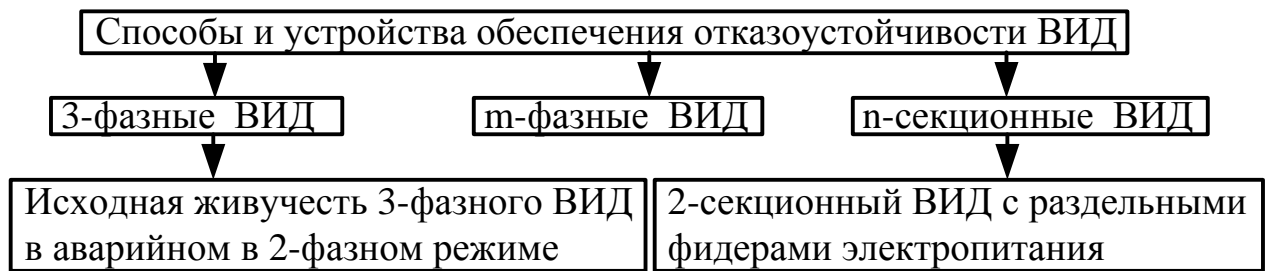 Способы и устройства обеспечения отказоустойчивости ВИД
3-фазные ВИД
m-фазные ВИД
n-секционные ВИД
Исходная живучесть 3-фазного ВИД
в аварийном в 2-фазном режиме
2-секционный ВИД с раздельными
фидерами электропитания